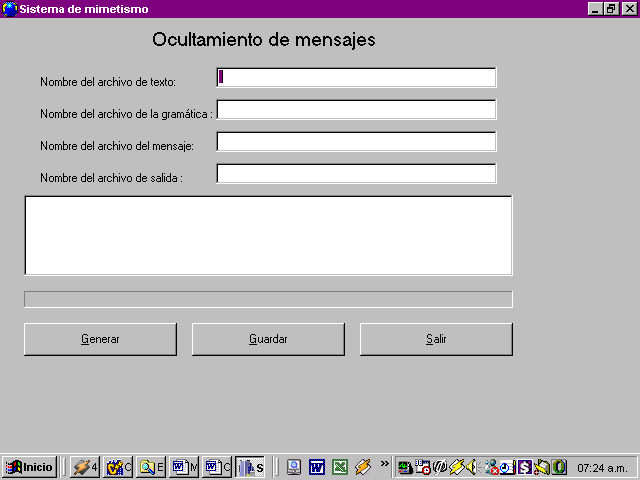 Sistema de mimetismo
Ocultamiento de mensajes
Nombre del archivo de texto:
Nombre del archivo de la gramática :
Nombre del archivo del mensaje:
Nombre del archivo de salida :
Generar Guardar Salir
Inicio 4 C E M C S » 07:24 a.m.